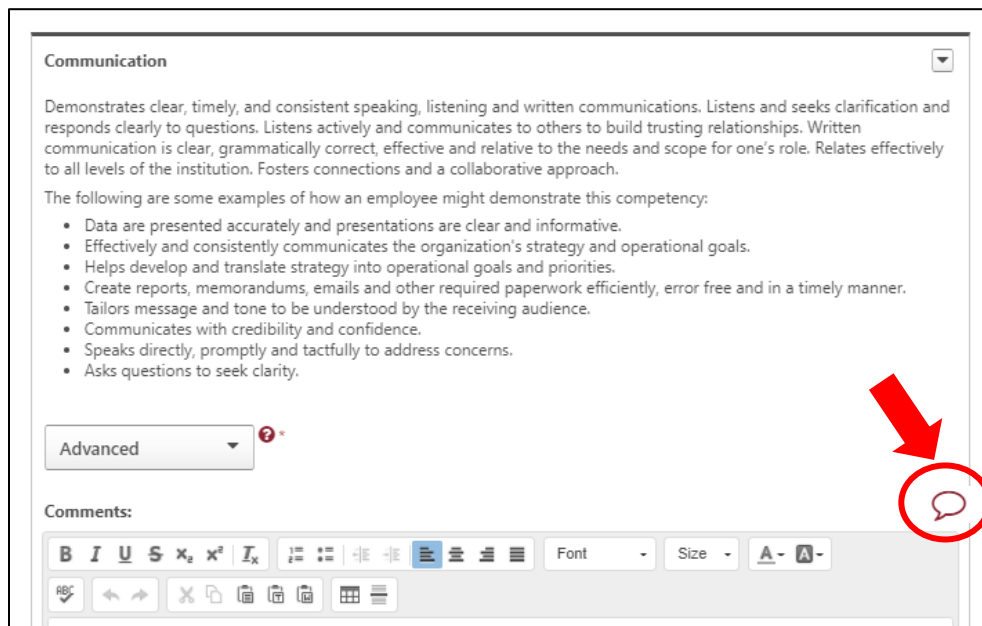 Communication
Demonstrates clear, timely, and consistent speaking, listening and written communications. Listens and seeks clarification and
responds clearly to questions. Listens actively and communicates to others to build trusting relationships. Written
communication is clear, grammatically correct, effective and relative to the needs and scope for one's role. Relates effectively
to all levels of the institution. Fosters connections and a collaborative approach.
The following are some examples of how an employee might demonstrate this competency:
• Data are presented accurately and presentations are clear and informative.
• Effectively and consistently communicates the organization's strategy and operational goals.
• Helps develop and translate strategy into operational goals and priorities.
• Create reports, memorandums, emails and other required paperwork efficiently, error free and in a timely manner.
• Tailors message and tone to be understood by the receiving audience.
• Communicates with credibility and confidence.
• Speaks directly, promptly and tactfully to address concerns.
• Asks questions to seek clarity.
Advanced ? *
Comments:
B I U S x₂ x² Iₓ Font Size A A
ABC